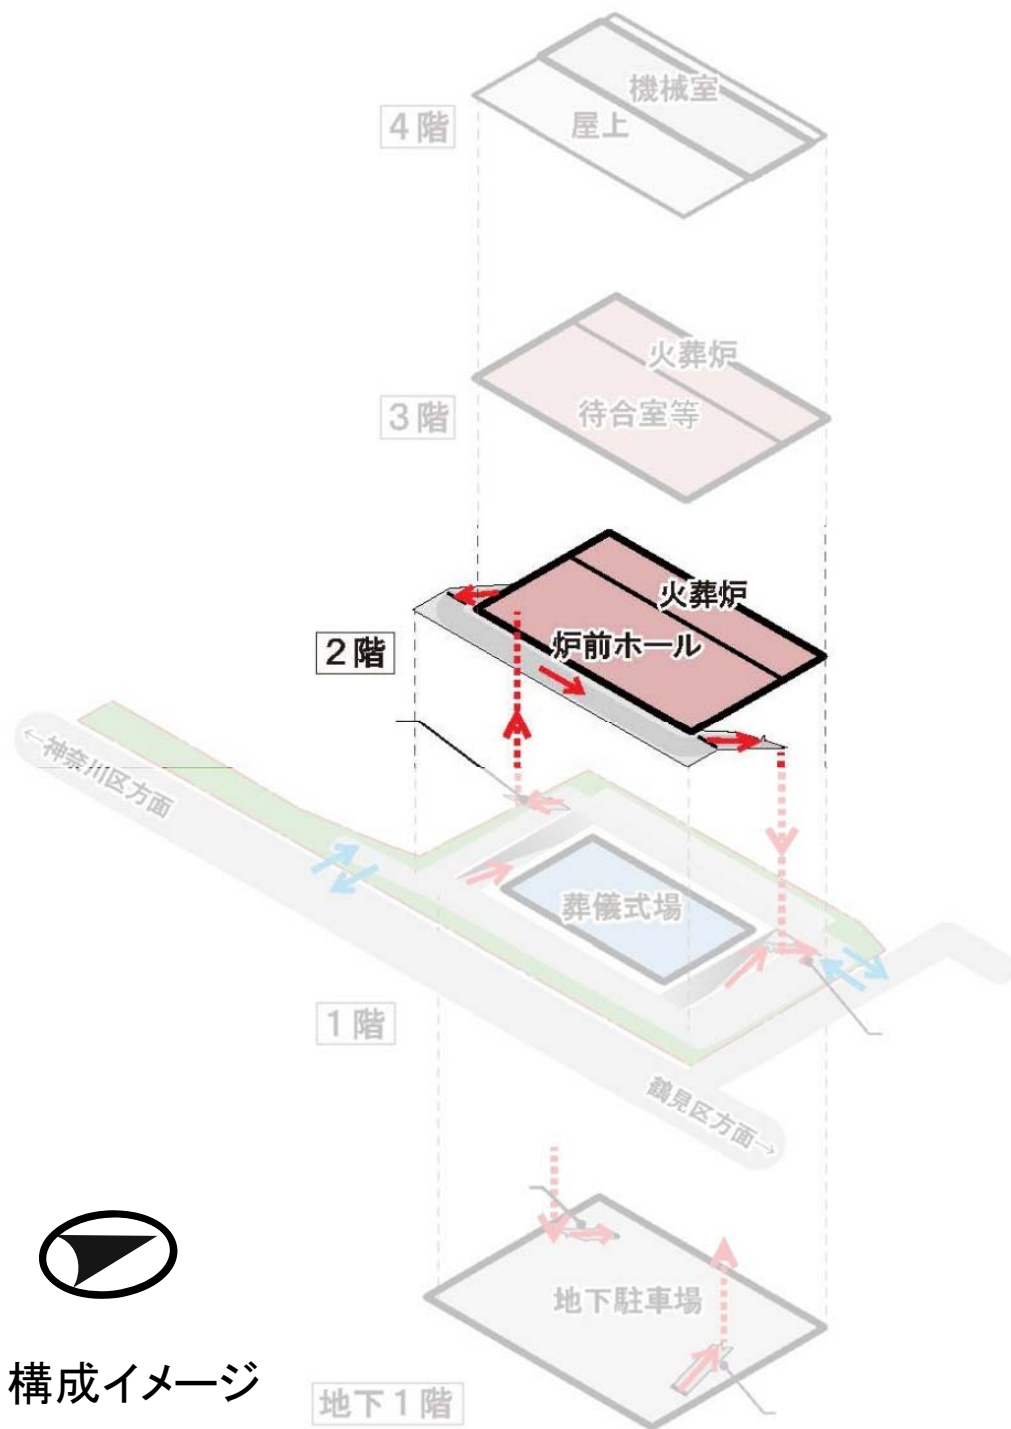 機械室
屋上
4階
火葬炉
待合室等
3階
火葬炉
炉前ホール
2階
←神奈川区方面
葬儀式場
1階
鶴見区方面→
地下駐車場
構成イメージ
地下1階